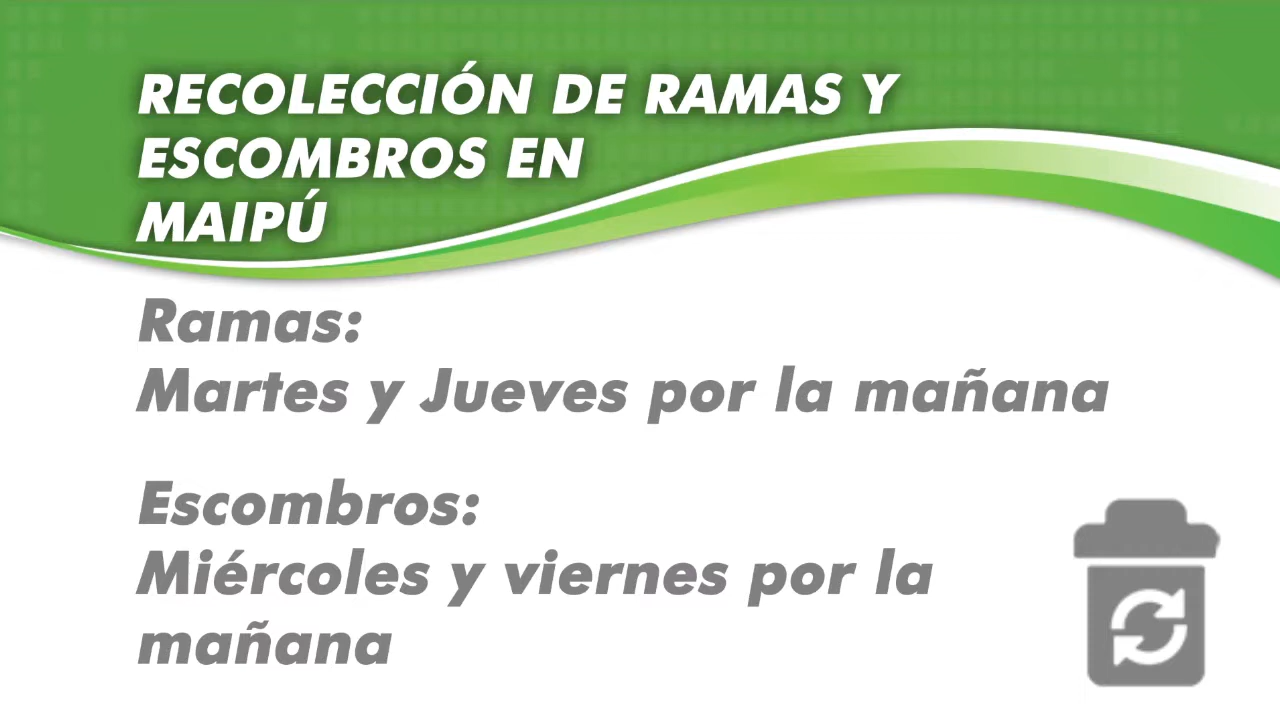 RECOLECCIÓN DE RAMAS Y
ESCOMBROS EN
MAIPÚ
Ramas:
Martes y Jueves por la mañana
Escombros:
Miércoles y viernes por la
mañana